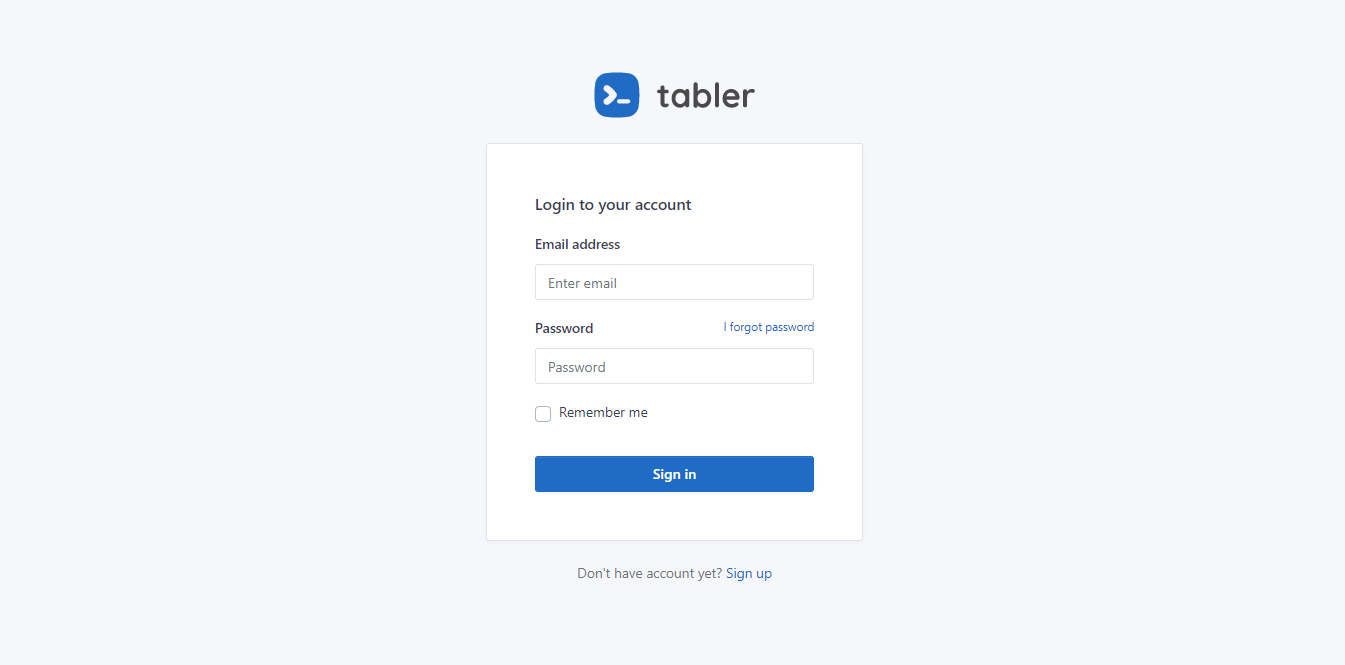 tabler
Login to your account
Email address
Enter email
Password I forgot password
Password
Remember me
Sign in
Don't have account yet? Sign up